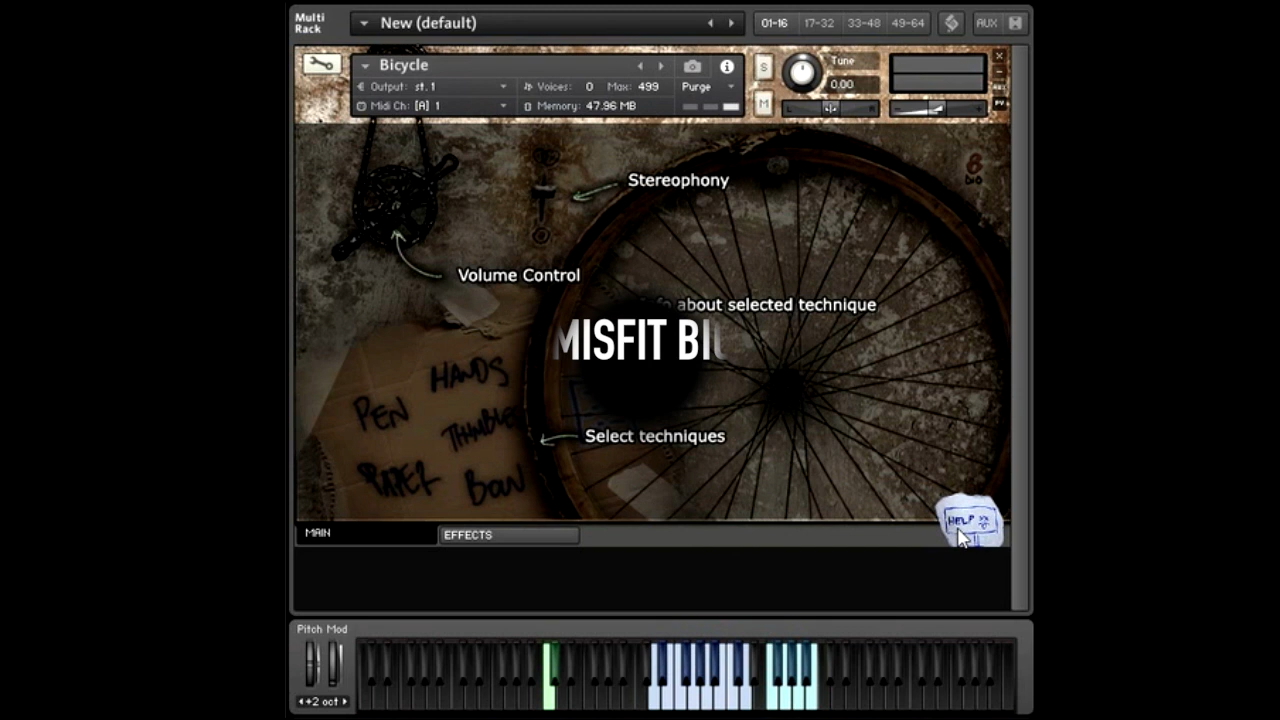 Multi Rack
New (default)
01-16 17-32 33-48 49-64
AUX
Bicycle
Output: st. 1
Voices: 0 Max: 499
Purge
Midi Ch: [A] 1
Memory: 47.96 MB
S
M
Tune
0.00
L R
Stereophony
Volume Control
about selected technique
MISFIT
HANDS
PEN
PAPER
BOW
Select techniques
HELP
MAIN
EFFECTS
Pitch Mod
+2 oct